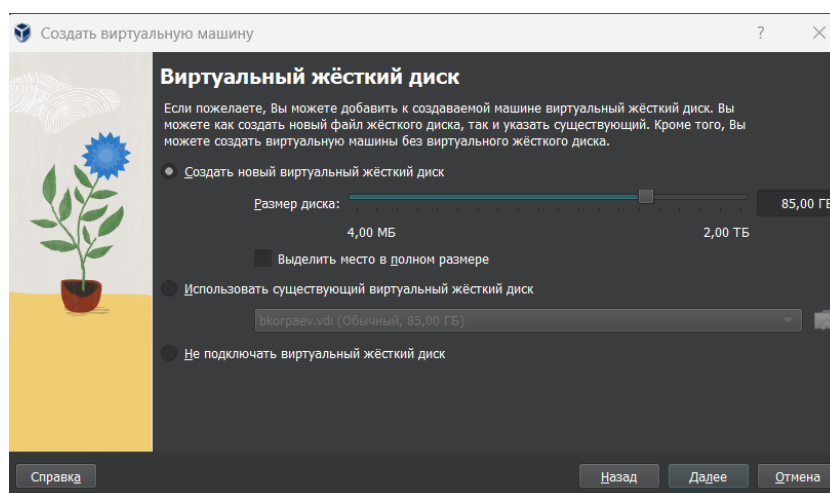 Создать виртуальную машину
Виртуальный жёсткий диск
Если пожелаете, Вы можете добавить к создаваемой машине виртуальный жёсткий диск. Вы
можете как создать новый файл жёсткого диска, так и указать существующий. Кроме того, Вы
можете создать виртуальную машины без виртуального жёсткого
диска.
Создать новый виртуальный жёсткий диск
Размер диска: 85,00 ГБ
4,00 МБ 2,00 ТБ
Выделить место в полном размере
Использовать существующий виртуальный жёсткий диск
bkorpaev.vdi (Обычный, 85,00 ГБ)
Не подключать виртуальный жёсткий диск
Справка Назад Далее Отмена